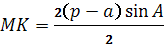 MK = 2(p − a) sin A / 2